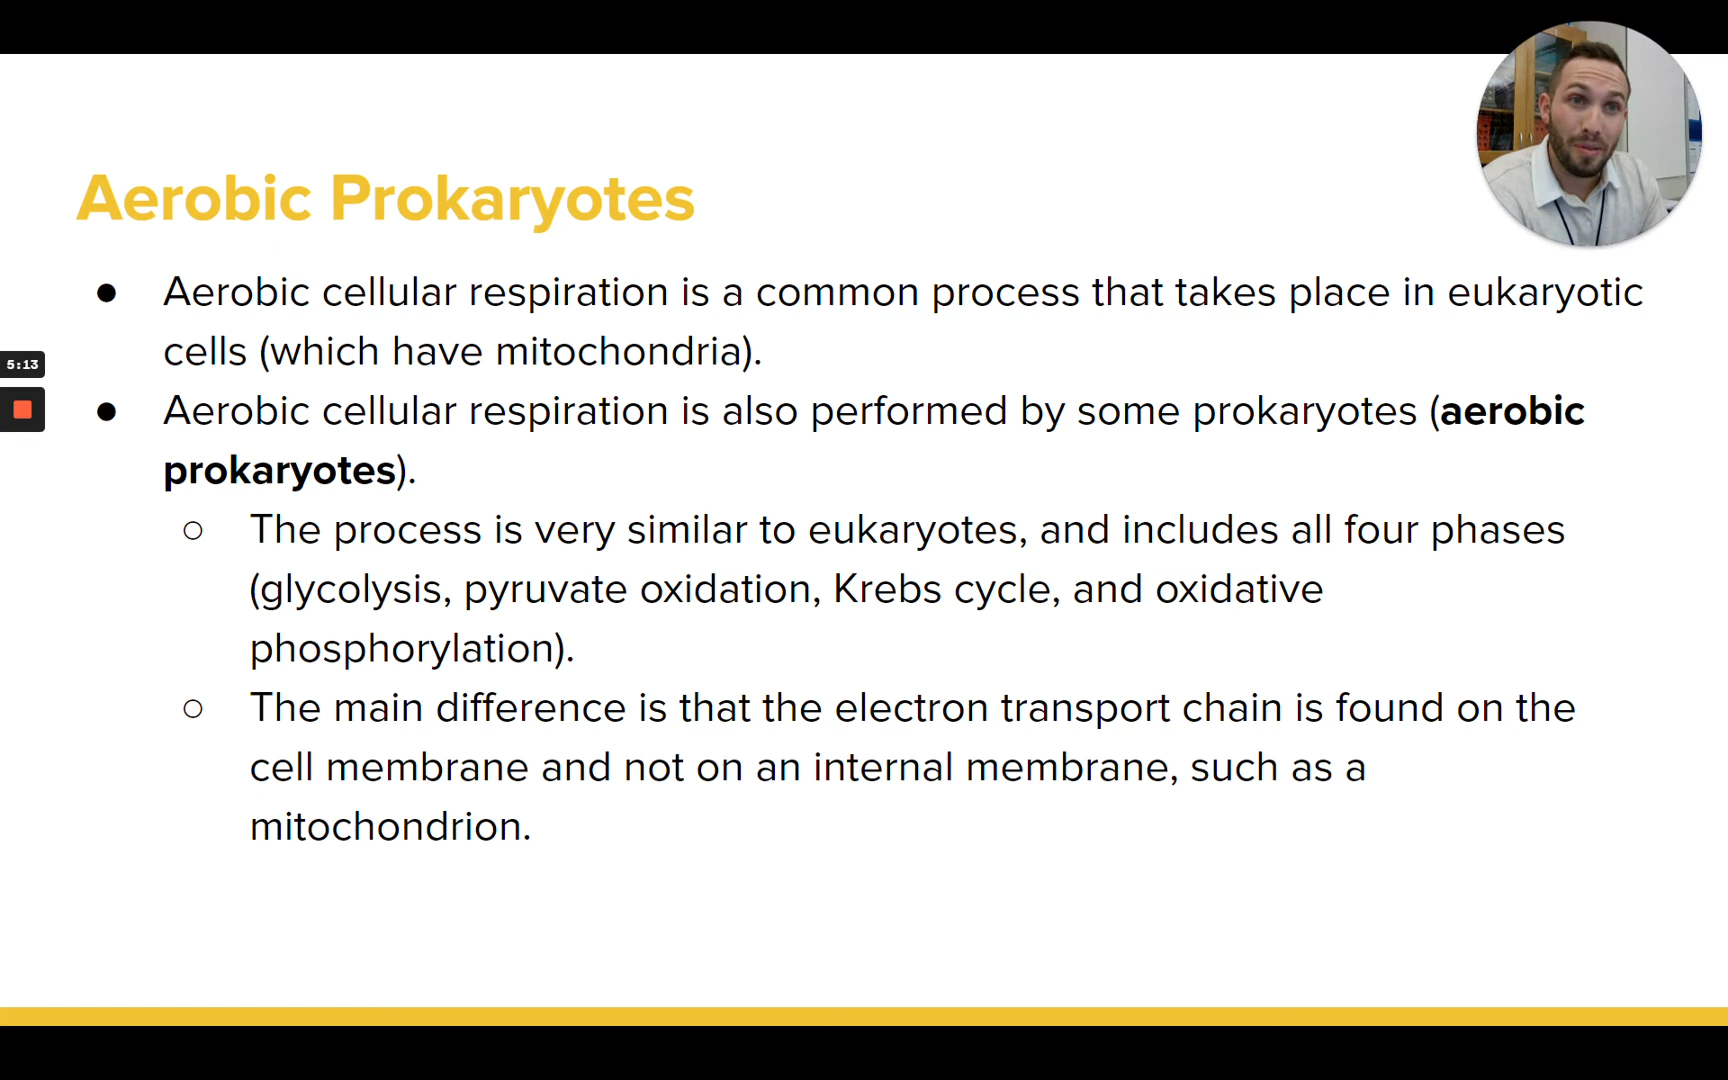 Aerobic Prokaryotes
● Aerobic cellular respiration is a common process that takes place in eukaryotic
cells (which have mitochondria).
5:13
● Aerobic cellular respiration is also performed by some prokaryotes (aerobic
prokaryotes).
○ The process is very similar to eukaryotes, and includes all four phases
(glycolysis, pyruvate oxidation, Krebs cycle, and oxidative
phosphorylation).
○ The main difference is that the electron transport chain is found on the
cell membrane and not on an internal membrane, such as a
mitochondrion.